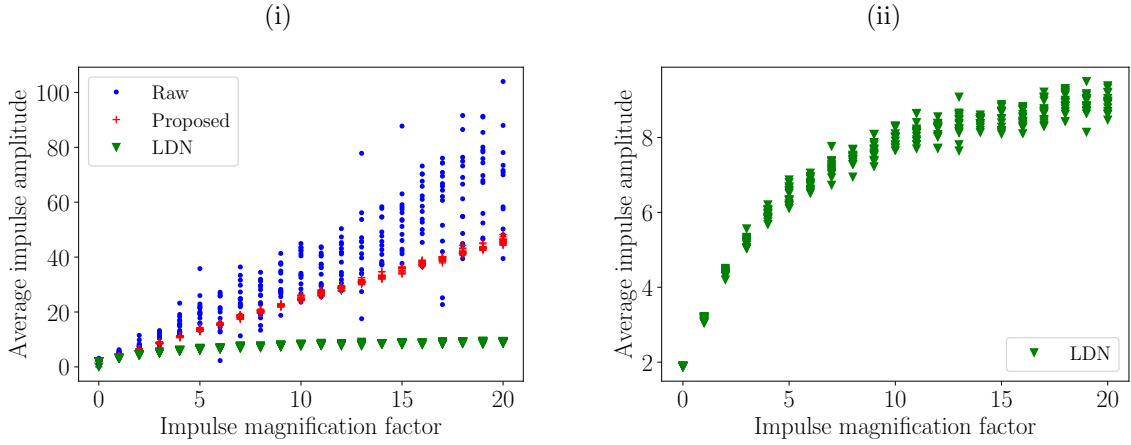 (i)
Average impulse amplitude
100
80
60
40
20
0
Raw
Proposed
LDN
0
5
10
15
20
Impulse magnification factor
(ii)
Average impulse amplitude
8
6
4
2
LDN
0
5
10
15
20
Impulse magnification factor